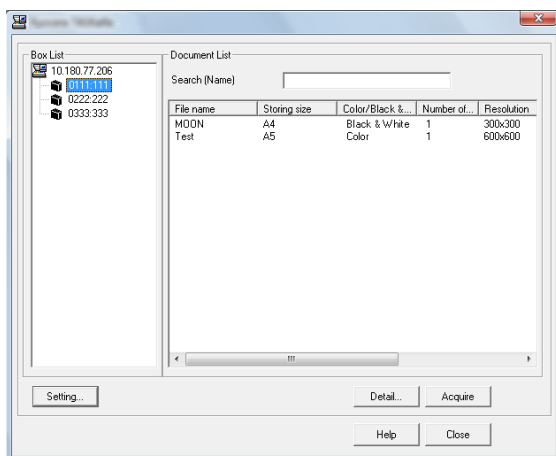 Box List
10.180.77.206
0111:111
0222:222
0333:333
Document List
Search (Name)
File name Storing size Color/Black &... Number of... Resolution
MOON A4 Black & White 1 300x300
Test A5 Color 1 600x600
Setting... Detail... Acquire
Help Close